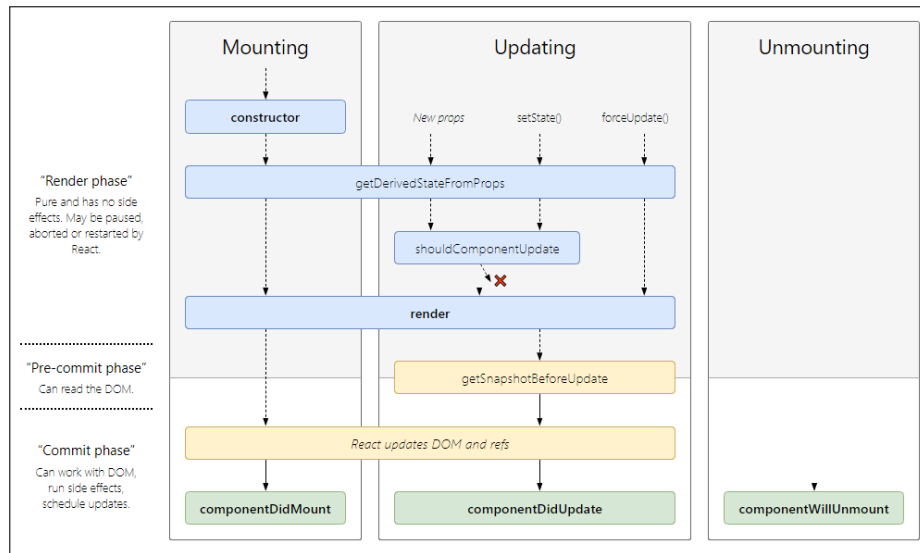 Mounting
Updating
Unmounting
constructor
New props
setState()
forceUpdate()
"Render phase"
Pure and has no side
effects. May be paused,
aborted or restarted by
React.
getDerivedStateFromProps
shouldComponentUpdate
render
"Pre-commit phase"
Can read the DOM.
getSnapshotBeforeUpdate
"Commit phase"
Can work with DOM,
run side effects,
schedule updates.
React updates DOM and refs
componentDidMount
componentDidUpdate
componentWillUnmount